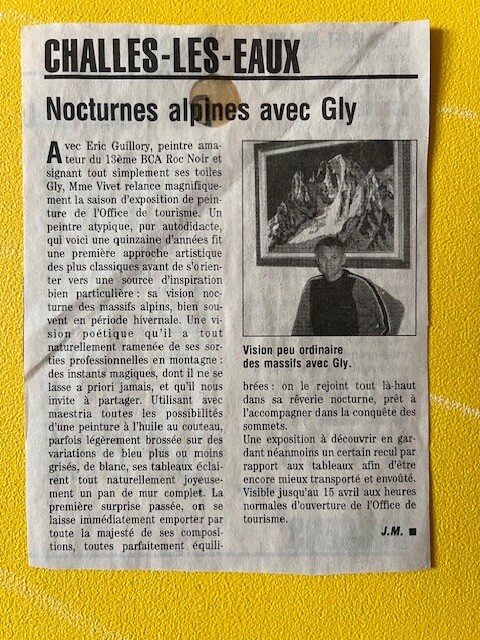 CHALLES-LES-EAUX
Nocturnes alpines avec Gly
Avec Eric Guillory, peintre ama-
teur du 13ème BCA Roc Noir et
signant tout simplement ses toiles
Gly, Mme Vivet relance magnifique-
ment la saison d'exposition de pein-
ture de l'Office de tourisme. Un
peintre atypique, pur autodidacte,
qui voici une quinzaine d'années fit
une première approche artistique
des plus classiques avant de s'orien-
ter vers une source d'inspiration
bien particulière : sa vision noc-
turne des massifs alpins, bien sou-
vent en période hivernale. Une vi-
sion poétique qu'il a tout
naturellement ramenée de ses sor-
ties professionnelles en montagne :
des instants magiques, dont il ne se
lasse a priori jamais, et qu'il nous
invite à partager. Utilisant avec
maestria toutes les possibilités
d'une peinture à l'huile au couteau,
parfois légèrement brossée sur des
variations de bleu plus ou moins
grisés, de blanc, ses tableaux éclai-
rent tout naturellement joyeuse-
ment un pan de mur complet. La
première surprise passée, on se
laisse immédiatement emporter par
toute la majesté de ses composi-
tions, toutes parfaitement équili-
Vision peu ordinaire
des massifs avec Gly.
brées : on le rejoint tout là-haut
dans sa rêverie nocturne, prêt à
l'accompagner dans la conquête des
sommets.
Une exposition à découvrir en gar-
dant néanmoins un certain recul par
rapport aux tableaux afin d'être
encore mieux transporté et envoûté.
Visible jusqu'au 15 avril aux heures
normales d'ouverture de l'Office de
tourisme.
J.M. ■